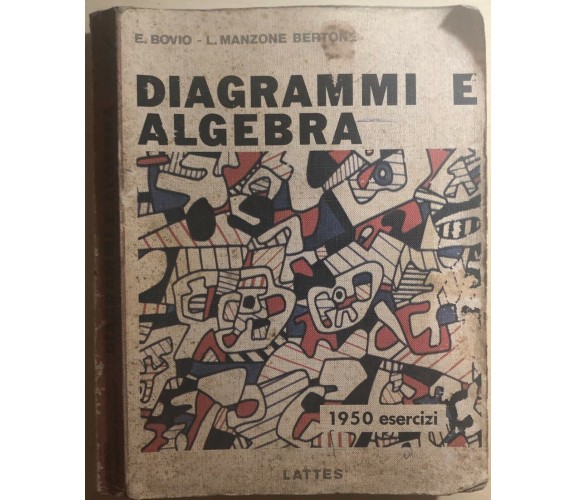 E. BOVIO - L. MANZONE BERTONE
DIAGRAMMI E
ALGEBRA
1950 esercizi
LATTES